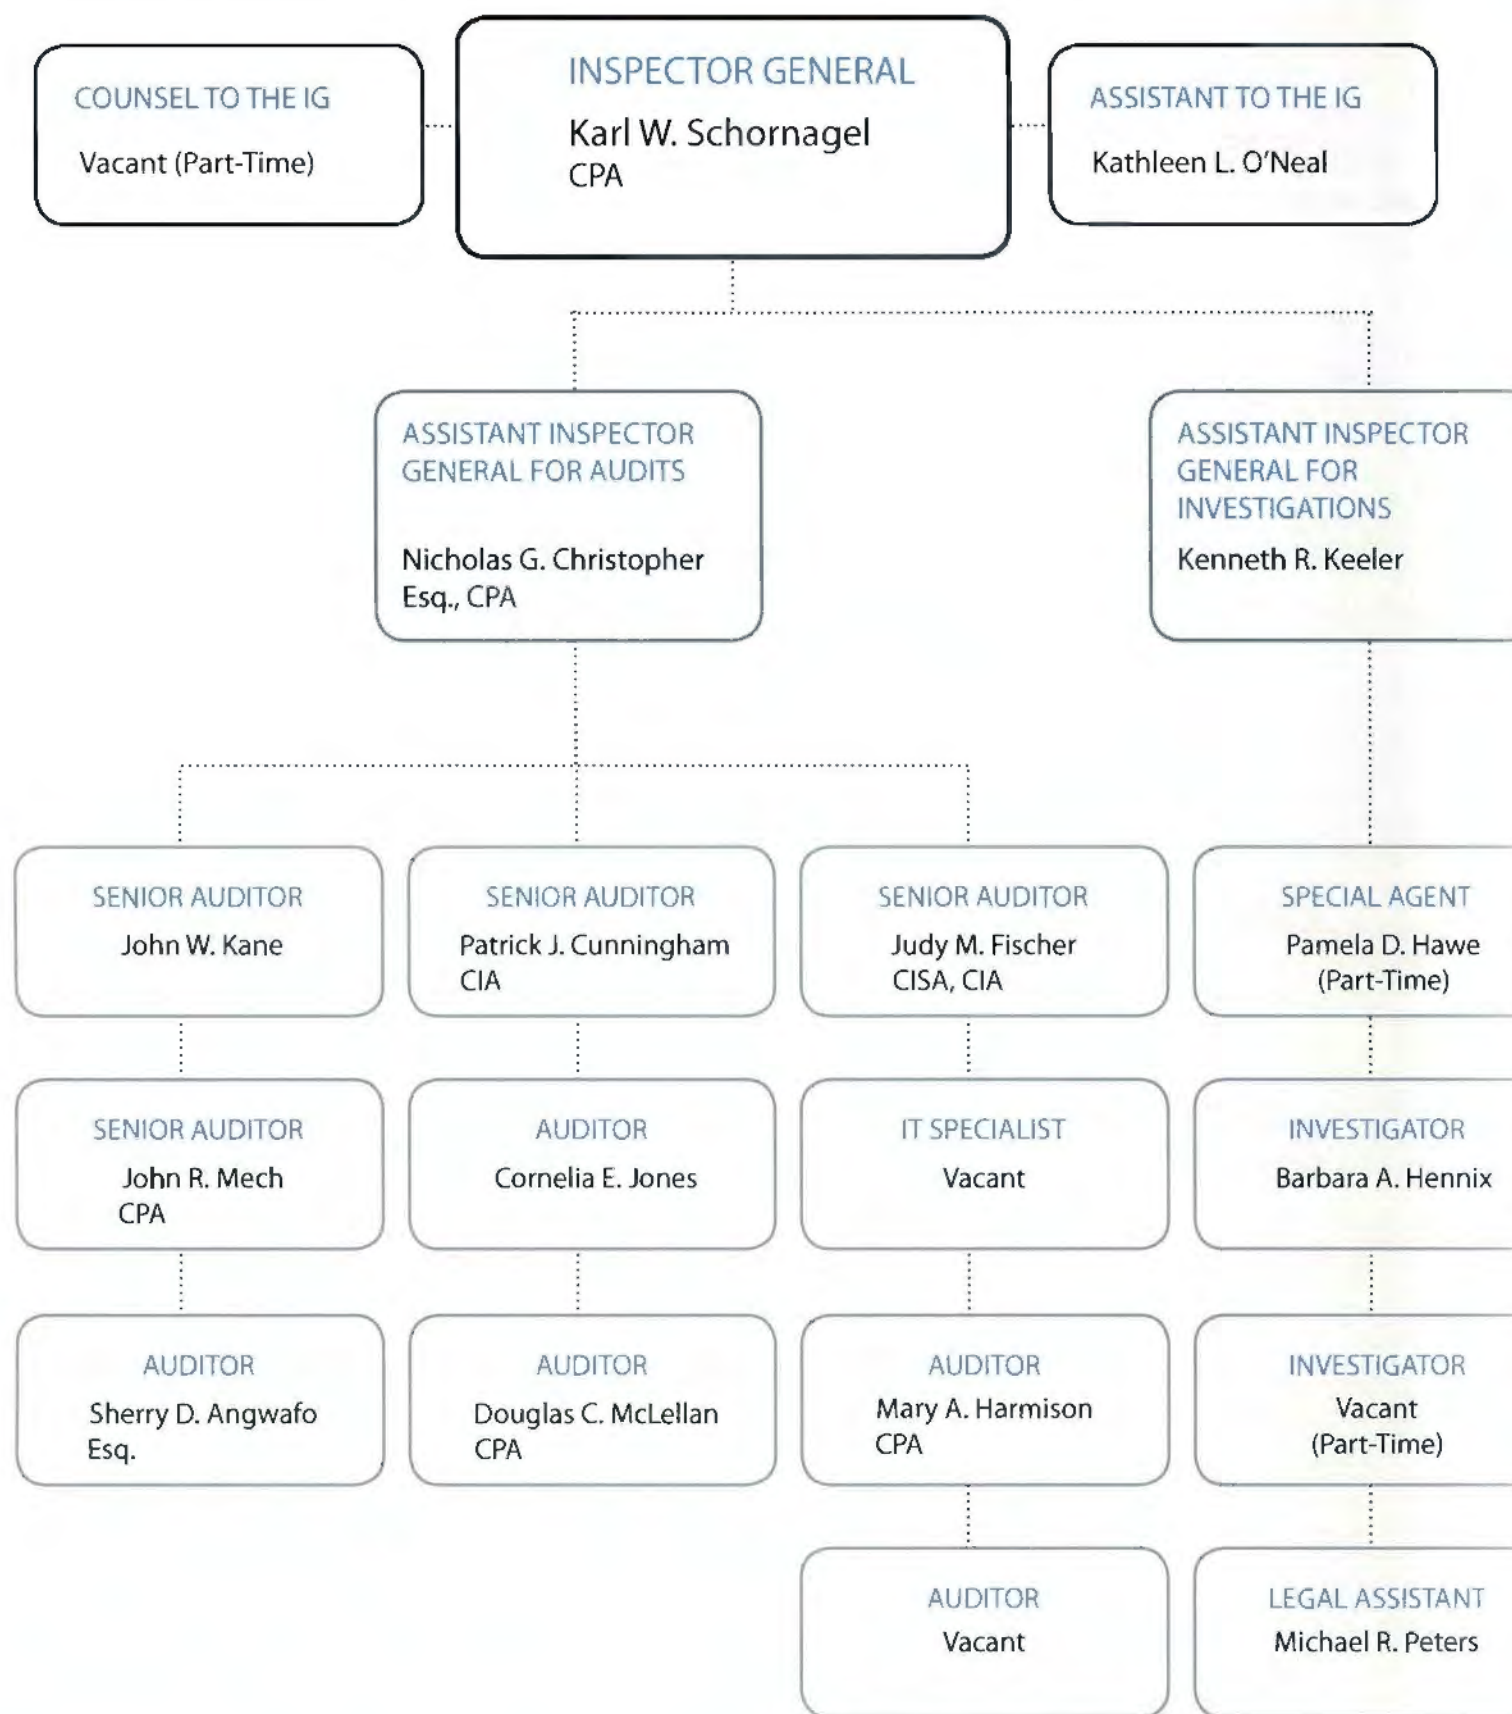 COUNSEL TO THE IG
Vacant (Part-Time)
INSPECTOR GENERAL
Karl W. Schornagel
CPA
ASSISTANT TO THE IG
Kathleen L. O'Neal
ASSISTANT INSPECTOR
GENERAL FOR AUDITS
Nicholas G. Christopher
Esq., CPA
ASSISTANT INSPECTOR
GENERAL FOR
INVESTIGATIONS
Kenneth R. Keeler
SENIOR AUDITOR
John W. Kane
SENIOR AUDITOR
Patrick J. Cunningham
CIA
SENIOR AUDITOR
Judy M. Fischer
CISA, CIA
SPECIAL AGENT
Pamela D. Hawe
(Part-Time)
SENIOR AUDITOR
John R. Mech
CPA
AUDITOR
Cornelia E. Jones
IT SPECIALIST
Vacant
INVESTIGATOR
Barbara A. Hennix
AUDITOR
Sherry D. Angwafo
Esq.
AUDITOR
Douglas C. McLellan
CPA
AUDITOR
Mary A. Harmison
CPA
INVESTIGATOR
Vacant
(Part-Time)
AUDITOR
Vacant
LEGAL ASSISTANT
Michael R. Peters